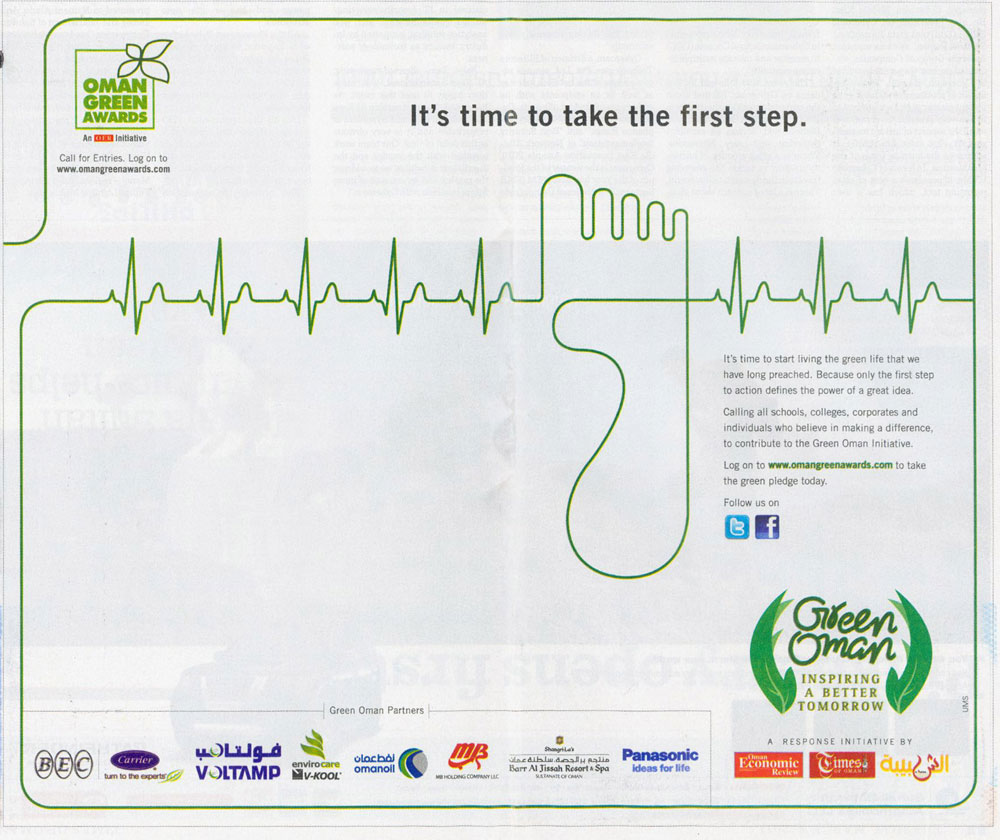 OMAN
GREEN
AWARDS
An OER Initiative
Call for Entries. Log on to
www.omangreenawards.com
It's time to take the first step.
It's time to start living the green life that we
have long preached. Because only the first step
to action defines the power of a great idea.
Calling all schools, colleges, corporates and
individuals who believe in making a difference,
to contribute to the Green Oman Initiative.
Log on to www.omangreenawards.com to take
the green pledge today.
Follow us on
Green
Oman
INSPIRING
A BETTER
TOMORROW
UMS
Green Oman Partners
BEC
Carrier
turn to the experts
فولتامب
VOLTAMP
envirocare
V-KOOL
نفط عمان
omanoil
MB
MB HOLDING COMPANY LLC
Shangri-La's
منتجع بر الجصه، سلطنة عمان
Barr Al Jissah Resort & Spa
SULTANATE OF OMAN
Panasonic
ideas for life
A RESPONSE INITIATIVE BY
Oman
Economic
Review
Times
OF OMAN
الشبيبة